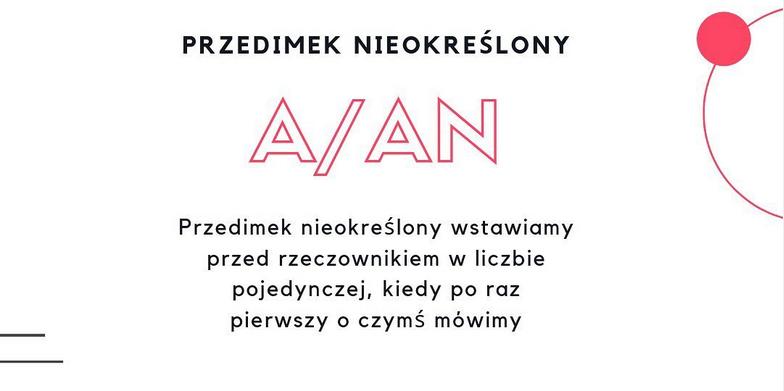 PRZEDIMEK NIEOKREŚLONY
A/AN
Przedimek nieokreślony wstawiamy
przed rzeczownikiem w liczbie
pojedynczej, kiedy po raz
pierwszy o czymś mówimy